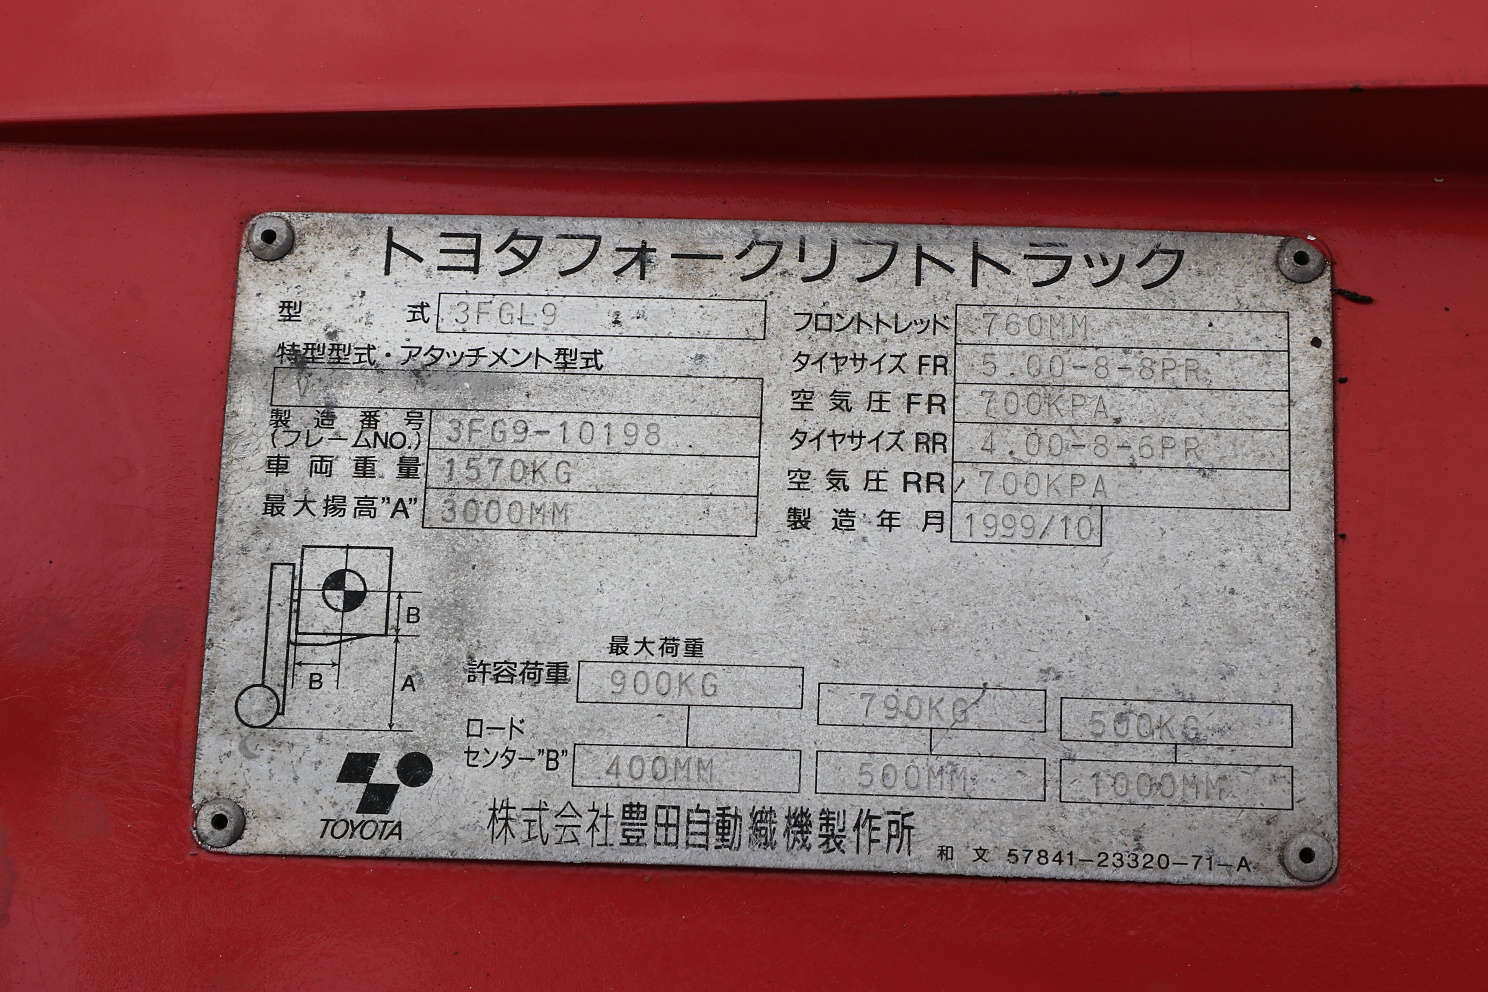 トヨタフォークリフトトラック
型 式 3FGL9
特型型式・アタッチメント型式
V
製造番号
(フレームNO.) 3FG9-10198
車両重量 1570KG
最大揚高"A" 3000MM
フロントトレッド 760MM
タイヤサイズ FR 5.00-8-8PR
空気圧 FR 700KPA
タイヤサイズ RR 4.00-8-6PR
空気圧 RR 700KPA
製造年月 1999/10
B
B
A
最大荷重
許容荷重 900KG 790KG 500KG
ロード
センター"B" 400MM 500MM 1000MM
TOYOTA
株式会社豊田自動織機製作所
和文 57841-23320-71-A